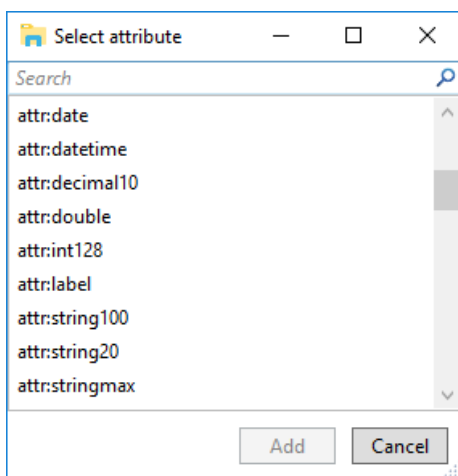 Select attribute
Search
attr:date
attr:datetime
attr:decimal10
attr:double
attr:int128
attr:label
attr:string100
attr:string20
attr:stringmax
Add Cancel